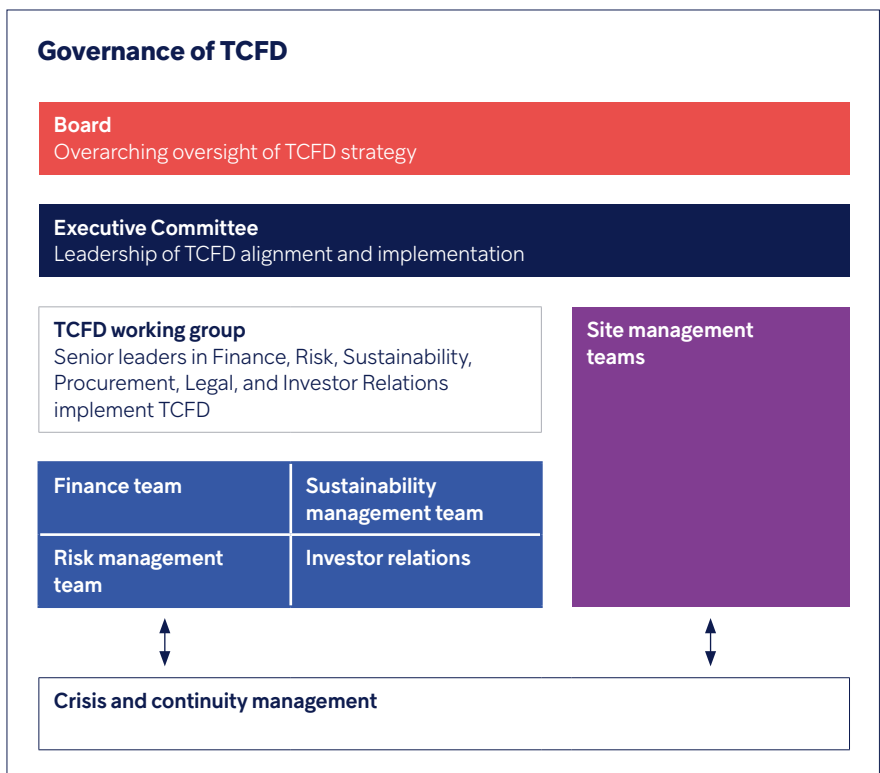 Governance of TCFD
Board
Overarching oversight of TCFD strategy
Executive Committee
Leadership of TCFD alignment and implementation
TCFD working group
Senior leaders in Finance, Risk, Sustainability,
Procurement, Legal, and Investor Relations
implement TCFD
Site management
teams
Finance team
Sustainability
management team
Risk management
team
Investor relations
Crisis and continuity management